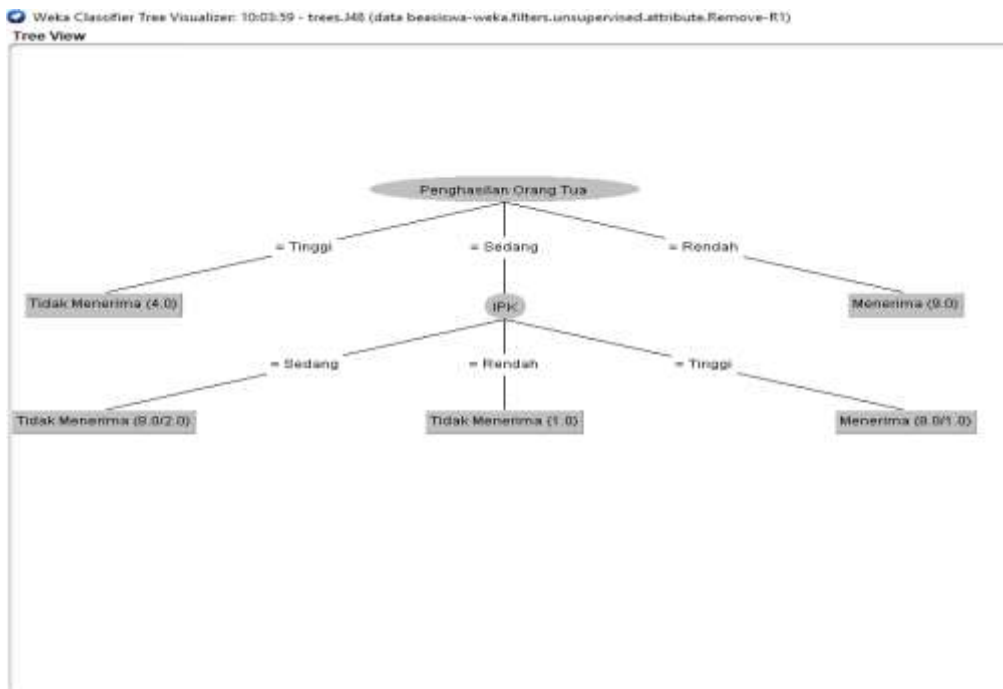 Weka Classifier Tree Visualizer: 10:03:59 - trees.J48 (data beasiswa-weka.filters.unsupervised.attribute.Remove-R1)
Tree View
Penghasilan Orang Tua
= Tinggi = Sedang = Rendah
Tidak Menerima (4.0) IPK Menerima (9.0)
= Sedang = Rendah = Tinggi
Tidak Menerima (9.0/2.0) Tidak Menerima (1.0) Menerima (8.0/1.0)